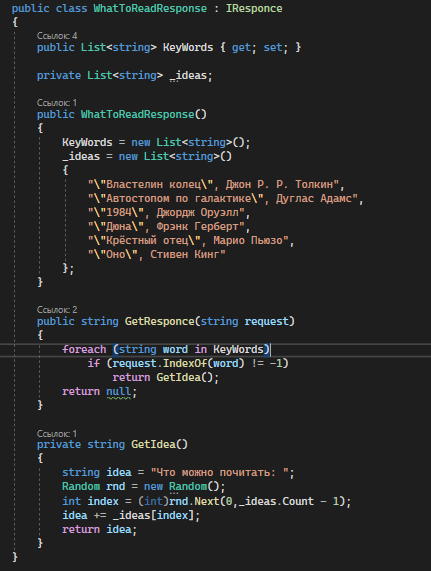 public class WhatToReadResponse : IResponce
{
Ссылок: 4
public List<string> KeyWords { get; set; }
private List<string> _ideas;
Ссылок: 1
public WhatToReadResponse()
{
KeyWords = new List<string>();
_ideas = new List<string>()
{
"\"Властелин колец\", Джон Р. Р. Толкин",
"\"Автостопом по галактике\", Дуглас Адамс",
"\"1984\", Джордж Оруэлл",
"\"Дюна\", Фрэнк Герберт",
"\"Крёстный отец\", Марио Пьюзо",
"\"Оно\", Стивен Кинг"
};
}
Ссылок: 2
public string GetResponce(string request)
{
foreach (string word in KeyWords)
if (request.IndexOf(word) != -1)
return GetIdea();
return null;
}
Ссылок: 1
private string GetIdea()
{
string idea = "Что можно почитать: ";
Random rnd = new Random();
int index = (int)rnd.Next(0,_ideas.Count - 1);
idea += _ideas[index];
return idea;
}
}